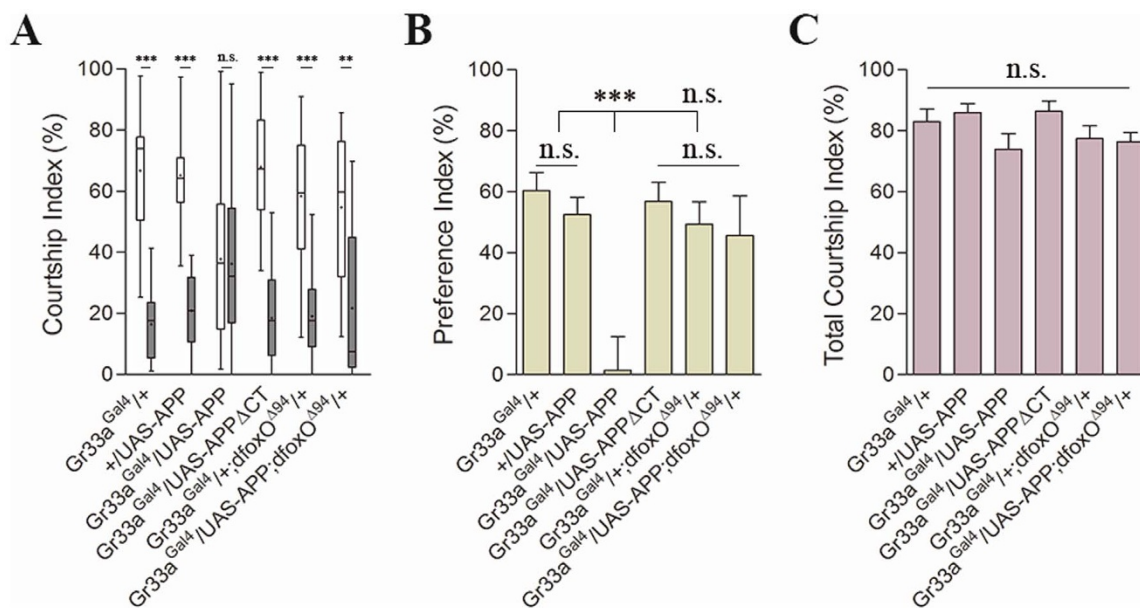 A
B
C
Courtship Index (%)
100
80
60
40
20
0
*** *** n.s. *** *** **
Gr33a^Gal4/+
+/UAS-APP
Gr33a^Gal4/UAS-APP
Gr33a^Gal4/UAS-APPΔCT
Gr33a^Gal4/+;dfoxO^Δ94/+
Gr33a^Gal4/UAS-APP;dfoxO^Δ94/+
Preference Index (%)
100
80
60
40
20
0
*** n.s.
n.s. n.s.
Gr33a^Gal4/+
+/UAS-APP
Gr33a^Gal4/UAS-APP
Gr33a^Gal4/UAS-APPΔCT
Gr33a^Gal4/+;dfoxO^Δ94/+
Gr33a^Gal4/UAS-APP;dfoxO^Δ94/+
Total Courtship Index (%)
100
80
60
40
20
0
n.s.
Gr33a^Gal4/+
+/UAS-APP
Gr33a^Gal4/UAS-APP
Gr33a^Gal4/UAS-APPΔCT
Gr33a^Gal4/+;dfoxO^Δ94/+
Gr33a^Gal4/UAS-APP;dfoxO^Δ94/+